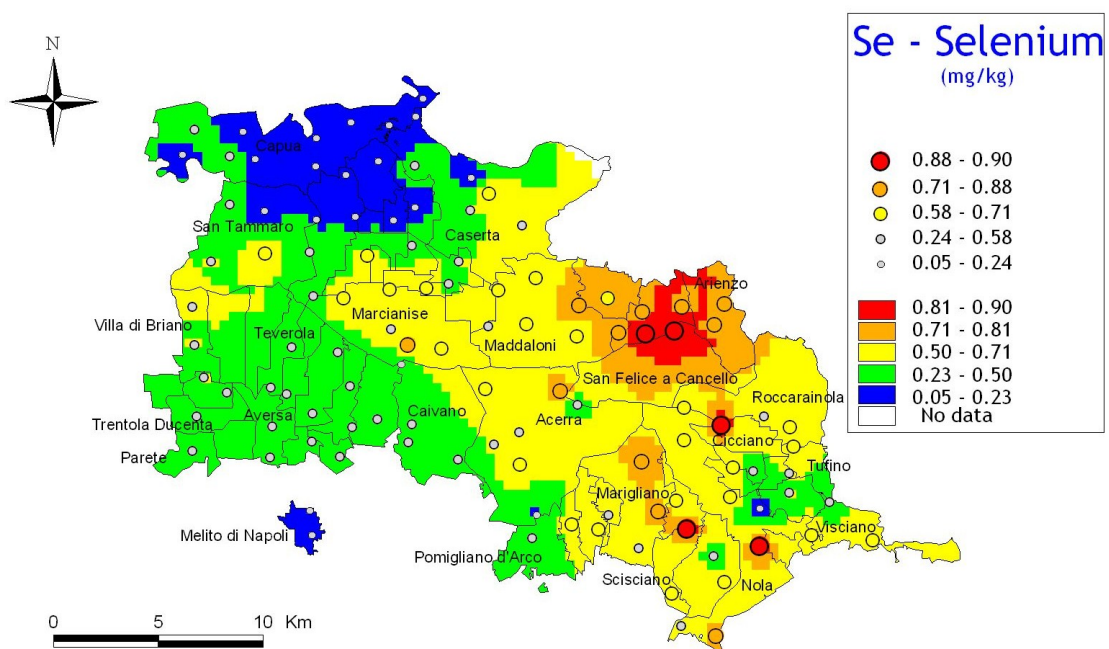 Se - Selenium
(mg/kg)
N
0.88 - 0.90
0.71 - 0.88
0.58 - 0.71
0.24 - 0.58
0.05 - 0.24
0.81 - 0.90
0.71 - 0.81
0.50 - 0.71
0.23 - 0.50
0.05 - 0.23
No data
Capua
San Tammaro
Caserta
Arienzo
Villa di Briano
Teverola
Marcianise
Maddaloni
San Felice a Cancello
Roccarainola
Trentola Ducenta
Aversa
Caivano
Acerra
Cicciano
Parete
Tufino
Marigliano
Melito di Napoli
Visciano
Pomigliano d'Arco
Scisciano
Nola
0 5 10 Km